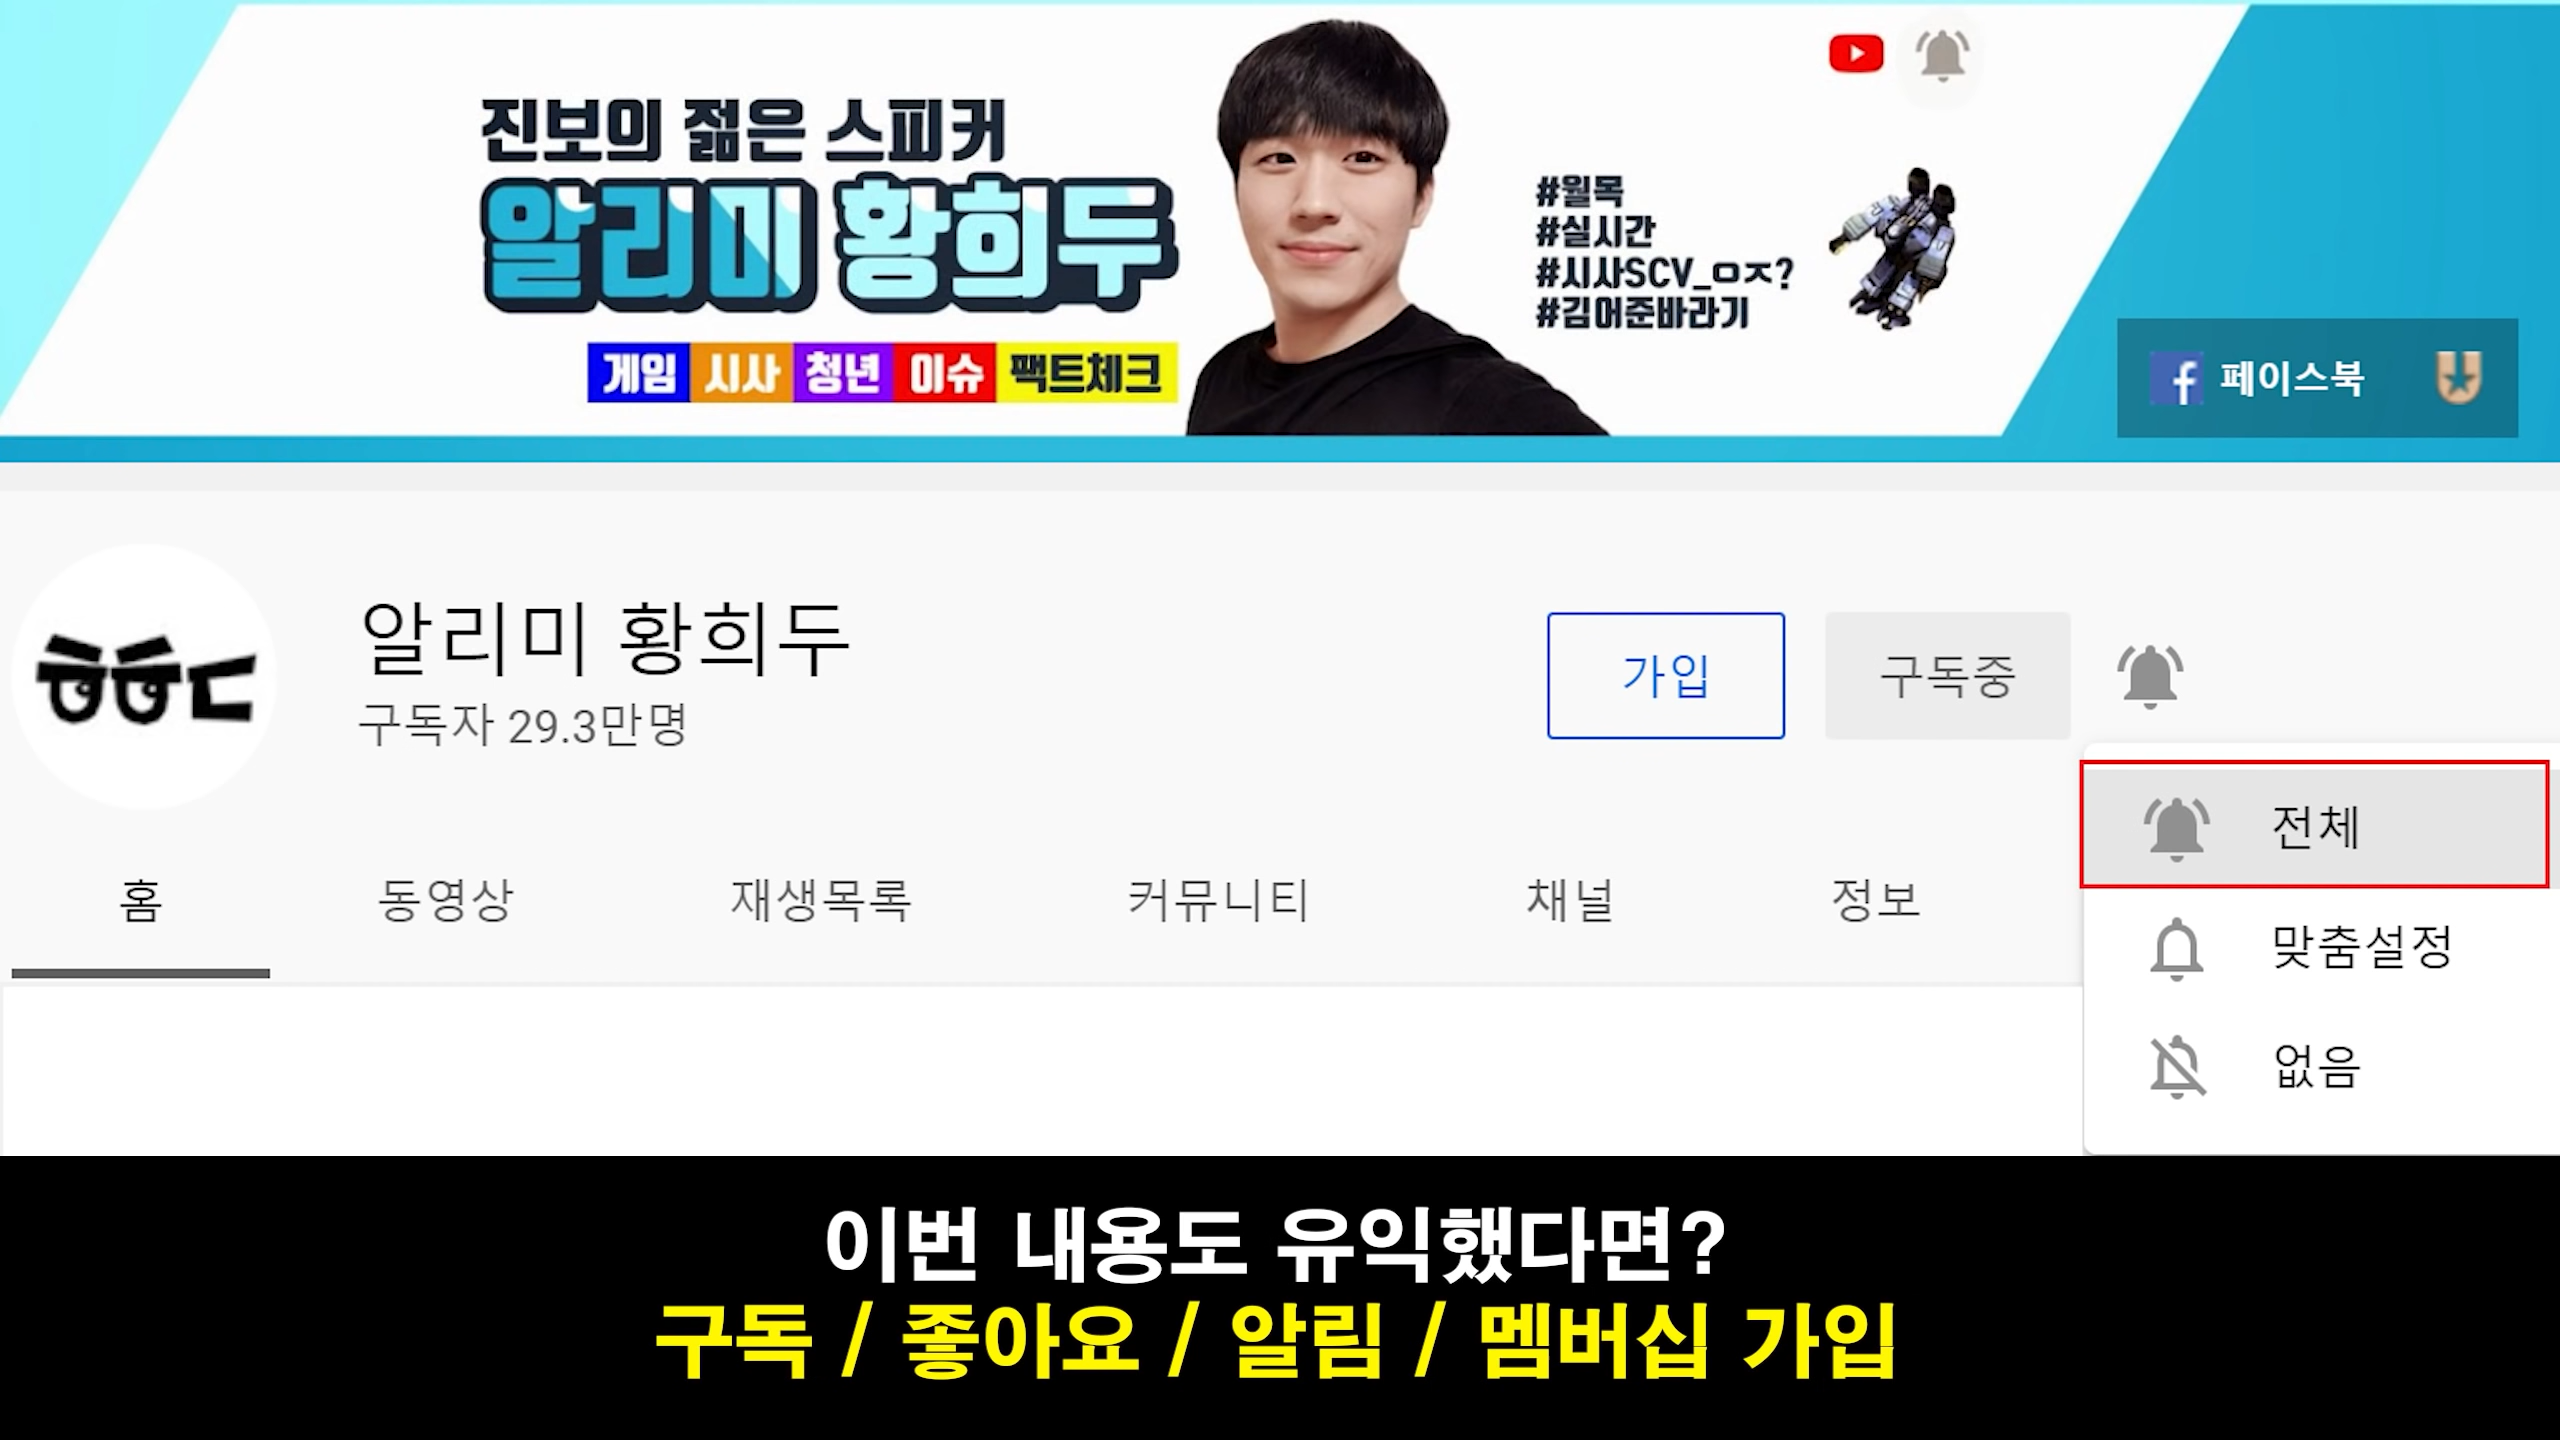 진보의 젊은 스피커
알리미 황희두
게임 시사 청년 이슈 팩트체크
#월목
#실시간
#시사SCV_ㅁㅈ?
#김어준바라기
f 페이스북
ㅎㅎㄷ
알리미 황희두
구독자 29.3만명
가입
구독중
홈 동영상 재생목록 커뮤니티 채널 정보
전체
맞춤설정
없음
이번 내용도 유익했다면?
구독 / 좋아요 / 알림 / 멤버십 가입